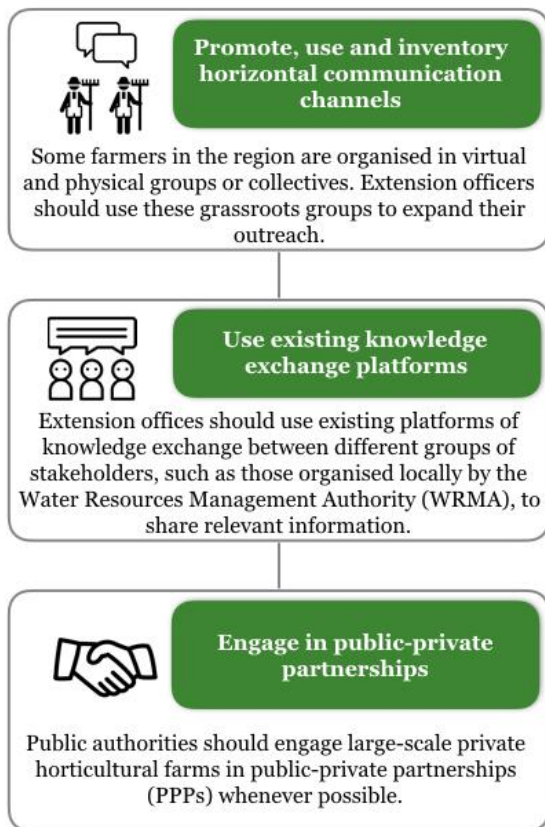 Promote, use and inventory
horizontal communication
channels
Some farmers in the region are organised in virtual
and physical groups or collectives. Extension officers
should use these grassroots groups to expand their
outreach.
Use existing knowledge
exchange platforms
Extension offices should use existing platforms of
knowledge exchange between different groups of
stakeholders, such as those organised locally by the
Water Resources Management Authority (WRMA), to
share relevant information.
Engage in public-private
partnerships
Public authorities should engage large-scale private
horticultural farms in public-private partnerships
(PPPs) whenever possible.